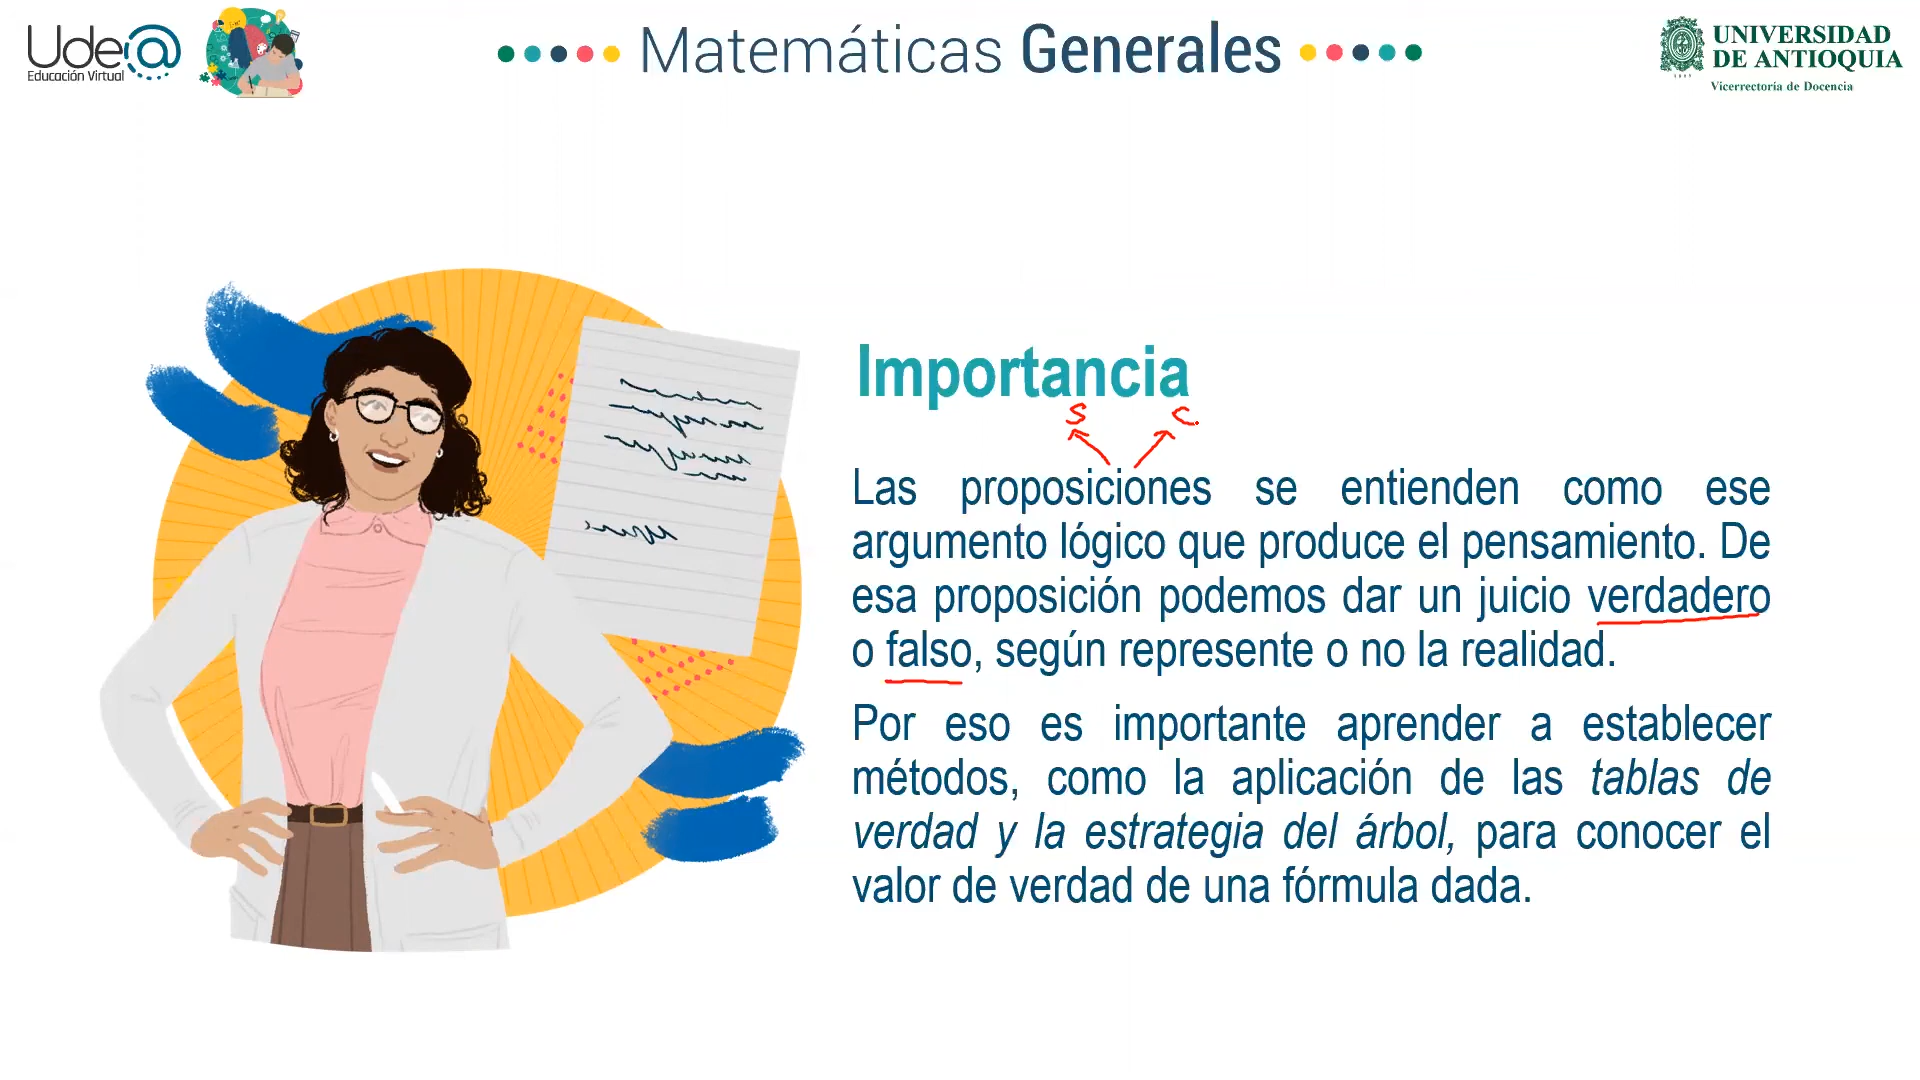 Ude@
Educación Virtual
Matemáticas Generales
UNIVERSIDAD
DE ANTIOQUIA
1803
Vicerrectoría de Docencia
Importancia
S C
Las proposiciones se entienden como ese
argumento lógico que produce el pensamiento. De
esa proposición podemos dar un juicio verdadero
o falso, según represente o no la realidad.
Por eso es importante aprender a establecer
métodos, como la aplicación de las tablas de
verdad y la estrategia del árbol, para conocer el
valor de verdad de una fórmula dada.